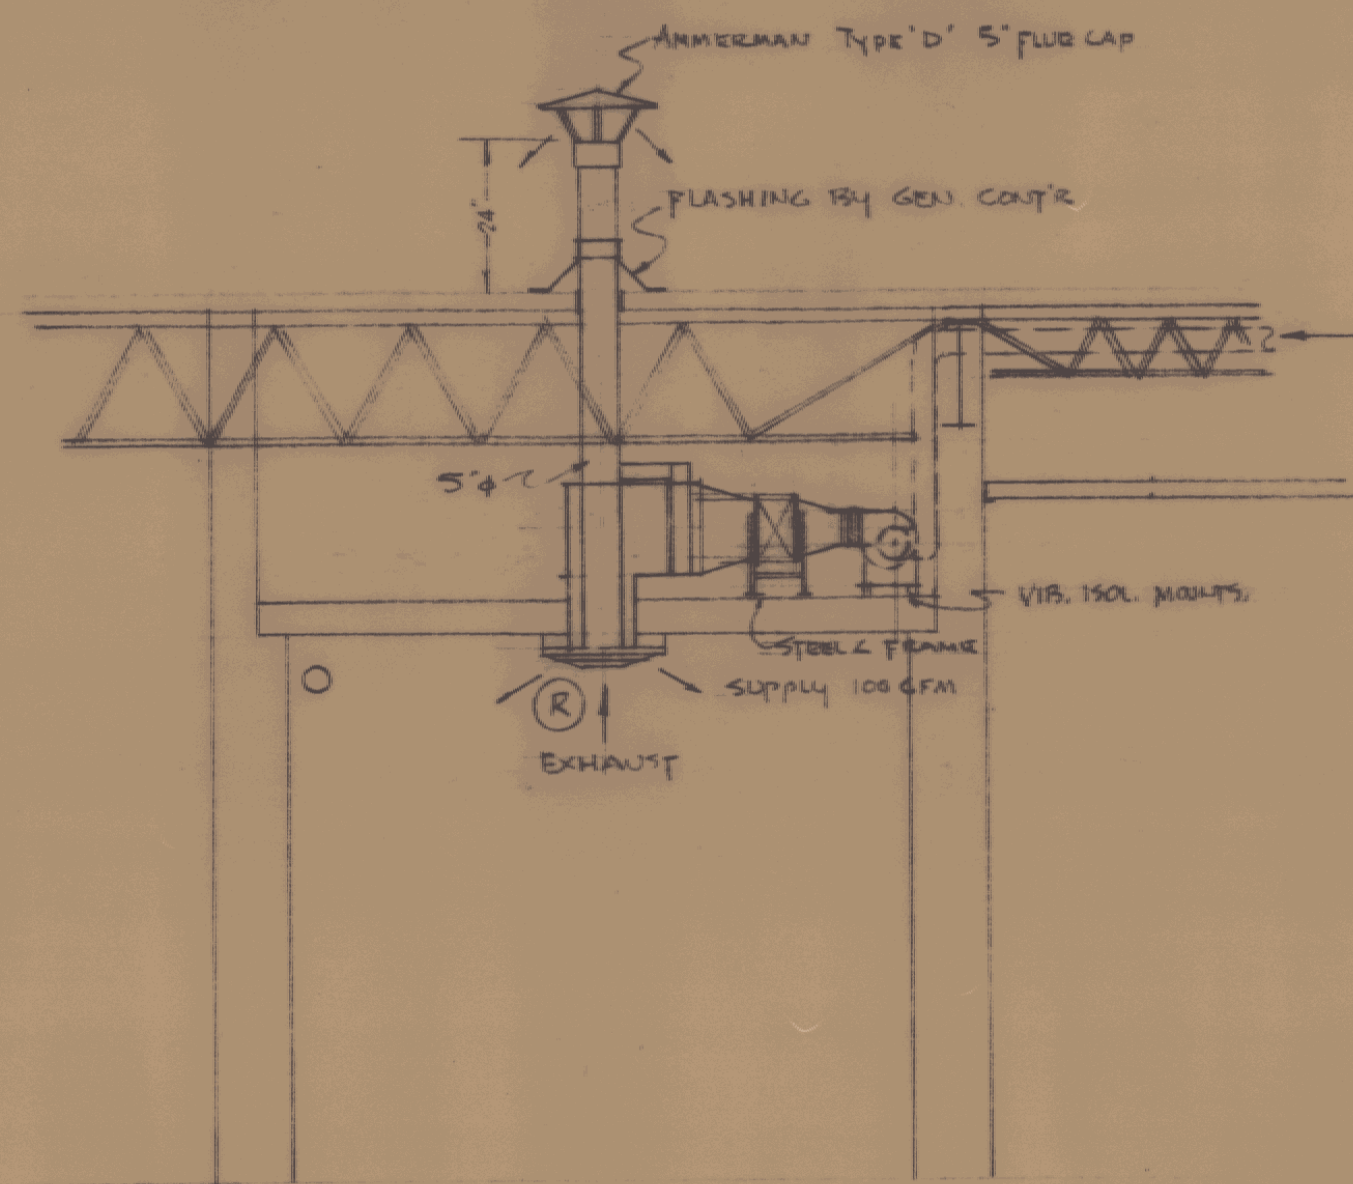 AMMERMAN TYPE 'D' 5" FLUE CAP
24"
FLASHING BY GEN. CONT'R
5"ϕ
VIB. ISOL. MOUNTS.
STEEL FRAME
SUPPLY 100 CFM
R
EXHAUST